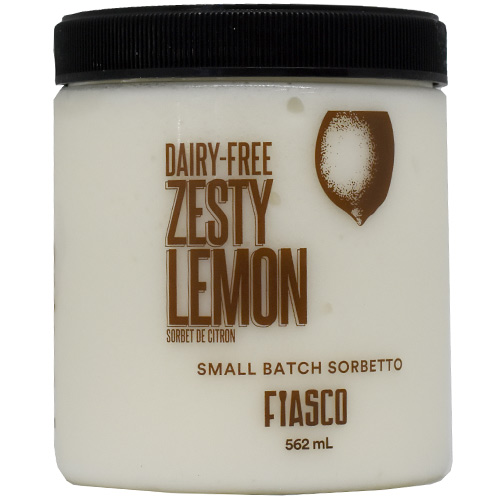 DAIRY-FREE
ZESTY
LEMON
SORBET DE CITRON
SMALL BATCH SORBETTO
FIASCO
562 mL